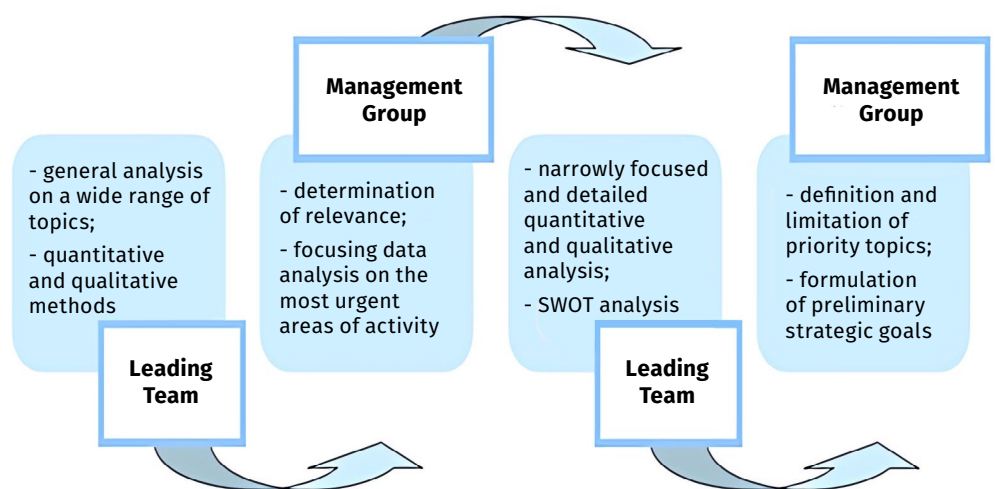 - general analysis
on a wide range of
topics;
- quantitative
and qualitative
methods
Leading
Team
Management
Group
- determination
of relevance;
- focusing data
analysis on the
most urgent
areas of activity
- narrowly focused
and detailed
quantitative
and qualitative
analysis;
- SWOT analysis
Leading
Team
Management
Group
- definition and
limitation of
priority topics;
- formulation
of preliminary
strategic goals